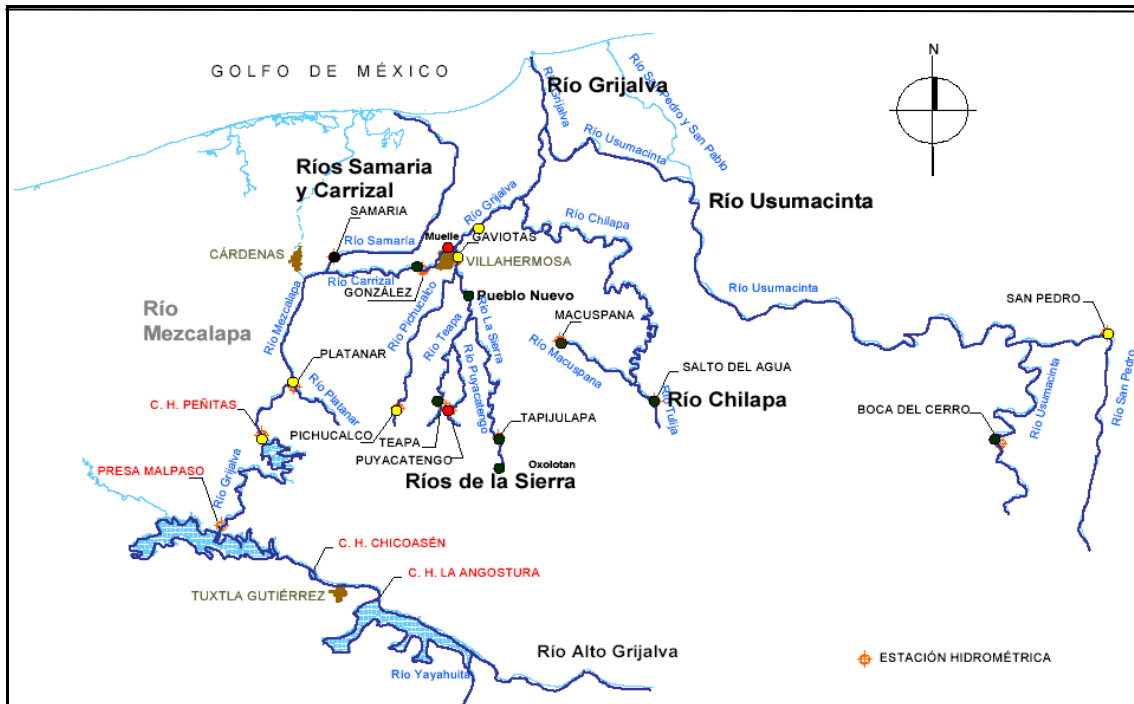 N
GOLFO DE MÉXICO
Río Grijalva
Río Grijalva
Río San Pedro y San Pablo
Río Usumacinta
Ríos Samaria
y Carrizal
SAMARIA
Río Usumacinta
Río Grijalva
Río Chilapa
Muelle
GAVIOTAS
Río Samaría
CÁRDENAS
VILLAHERMOSA
Río Carrizal
GONZÁLEZ
Río Usumacinta
Pueblo Nuevo
SAN PEDRO
Río
Mezcalapa
Río Mezcalapa
Río Pichucalco
Río Teapa
Río La Sierra
MACUSPANA
Río Macuspana
PLATANAR
Río Platanar
Río Puyacatengo
SALTO DEL AGUA
Río Chilapa
Río Tulija
Río Usumacinta
Río San Pedro
C. H. PEÑITAS
BOCA DEL CERRO
PICHUCALCO
TEAPA
TAPIJULAPA
PUYACATENGO
PRESA MALPASO
Río Grijalva
Oxolotan
Ríos de la Sierra
C. H. CHICOASÉN
C. H. LA ANGOSTURA
TUXTLA GUTIÉRREZ
Río Alto Grijalva
ESTACIÓN HIDROMÉTRICA
Río Yayahuita